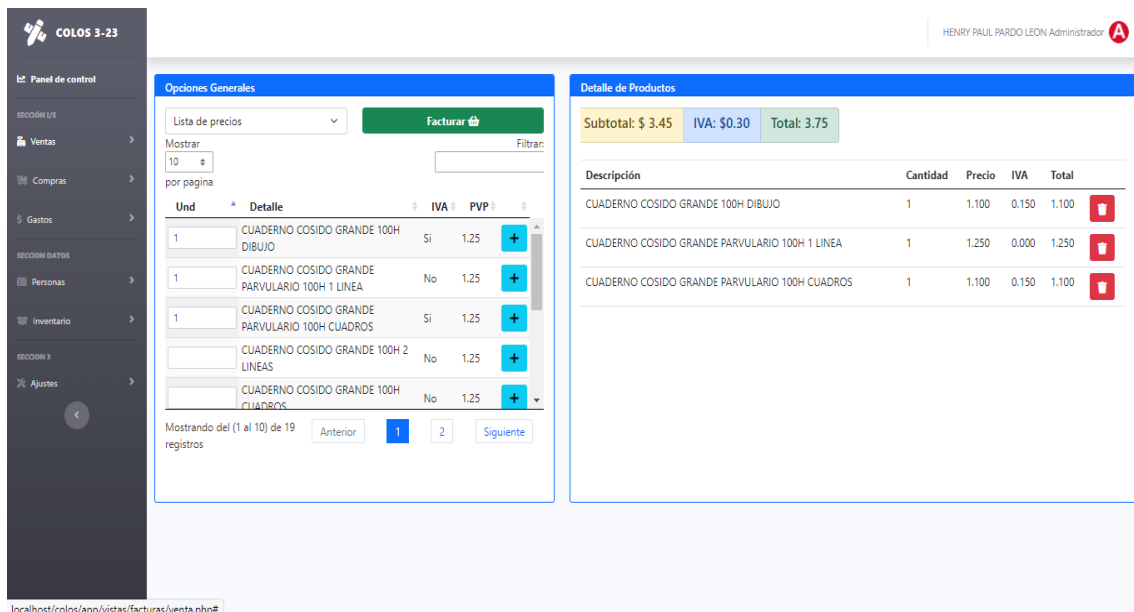 COLOS 3-23
HENRY PAUL PARDO LEON Administrador
A
Panel de control
SECCIÓN I/S
Ventas
Compras
$ Gastos
SECCION DATOS
Personas
Inventario
SECCION 3
Ajustes
Opciones Generales
Lista de precios
Facturar
Mostrar
Filtrar:
10
por pagina
Und Detalle IVA PVP
1 CUADERNO COSIDO GRANDE 100H DIBUJO Si 1.25 +
1 CUADERNO COSIDO GRANDE PARVULARIO 100H 1 LINEA No 1.25 +
1 CUADERNO COSIDO GRANDE PARVULARIO 100H CUADROS Si 1.25 +
CUADERNO COSIDO GRANDE 100H 2 LINEAS No 1.25 +
CUADERNO COSIDO GRANDE 100H CUADROS No 1.25 +
Mostrando del (1 al 10) de 19
registros
Anterior 1 2 Siguiente
Detalle de Productos
Subtotal: $ 3.45 IVA: $0.30 Total: 3.75
Descripción Cantidad Precio IVA Total
CUADERNO COSIDO GRANDE 100H DIBUJO 1 1.100 0.150 1.100
CUADERNO COSIDO GRANDE PARVULARIO 100H 1 LINEA 1 1.250 0.000 1.250
CUADERNO COSIDO GRANDE PARVULARIO 100H CUADROS 1 1.100 0.150 1.100
localhost/colos/app/vistas/facturas/venta.php#